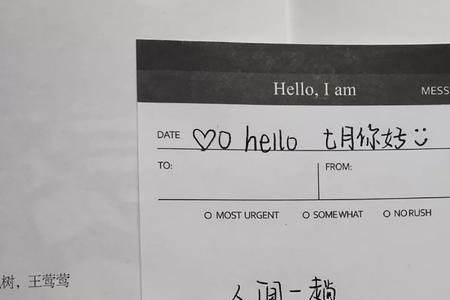 Hello, I am
MESS
DATE ♡O hello 七月你好
TO: FROM:
O MOST URGENT O SOMEWHAT O NO RUSH
树，王莺莺
人间一趟